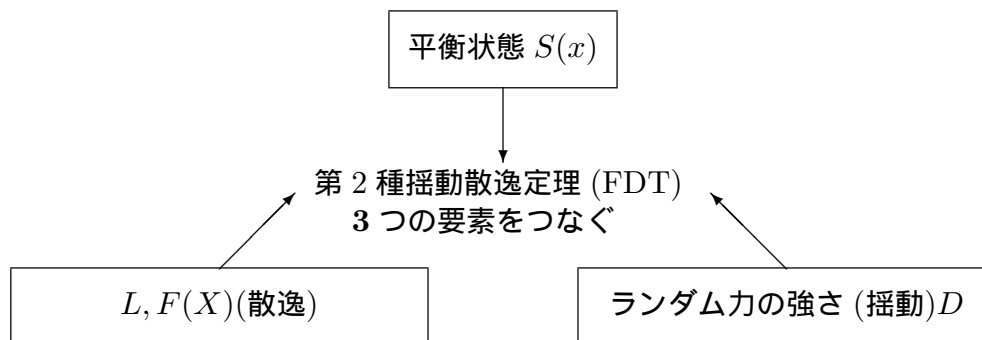 平衡状態 S(x)
第 2 種揺動散逸定理 (FDT)
3 つの要素をつなぐ
L, F(X)(散逸)
ランダム力の強さ (揺動)D